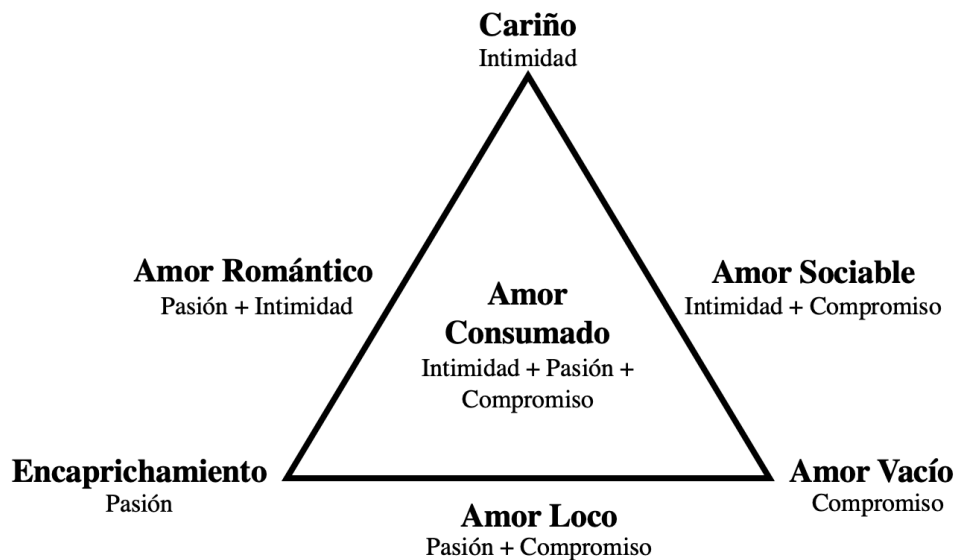 Cariño
Intimidad
Amor Romántico
Pasión + Intimidad
Amor Sociable
Intimidad + Compromiso
Amor
Consumado
Intimidad + Pasión +
Compromiso
Encaprichamiento
Pasión
Amor Vacío
Compromiso
Amor Loco
Pasión + Compromiso